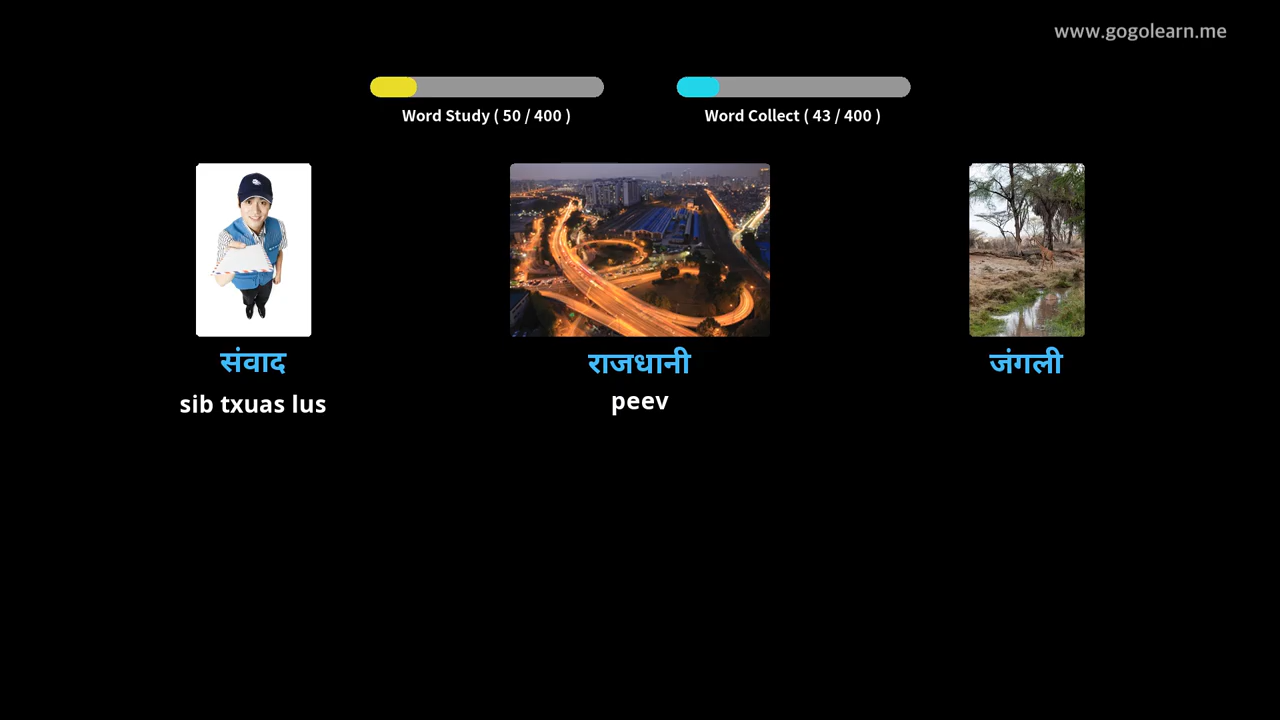 www.gogolearn.me
Word Study ( 50 / 400 )
Word Collect ( 43 / 400 )
संवाद
राजधानी
जंगली
sib txuas lus
peev